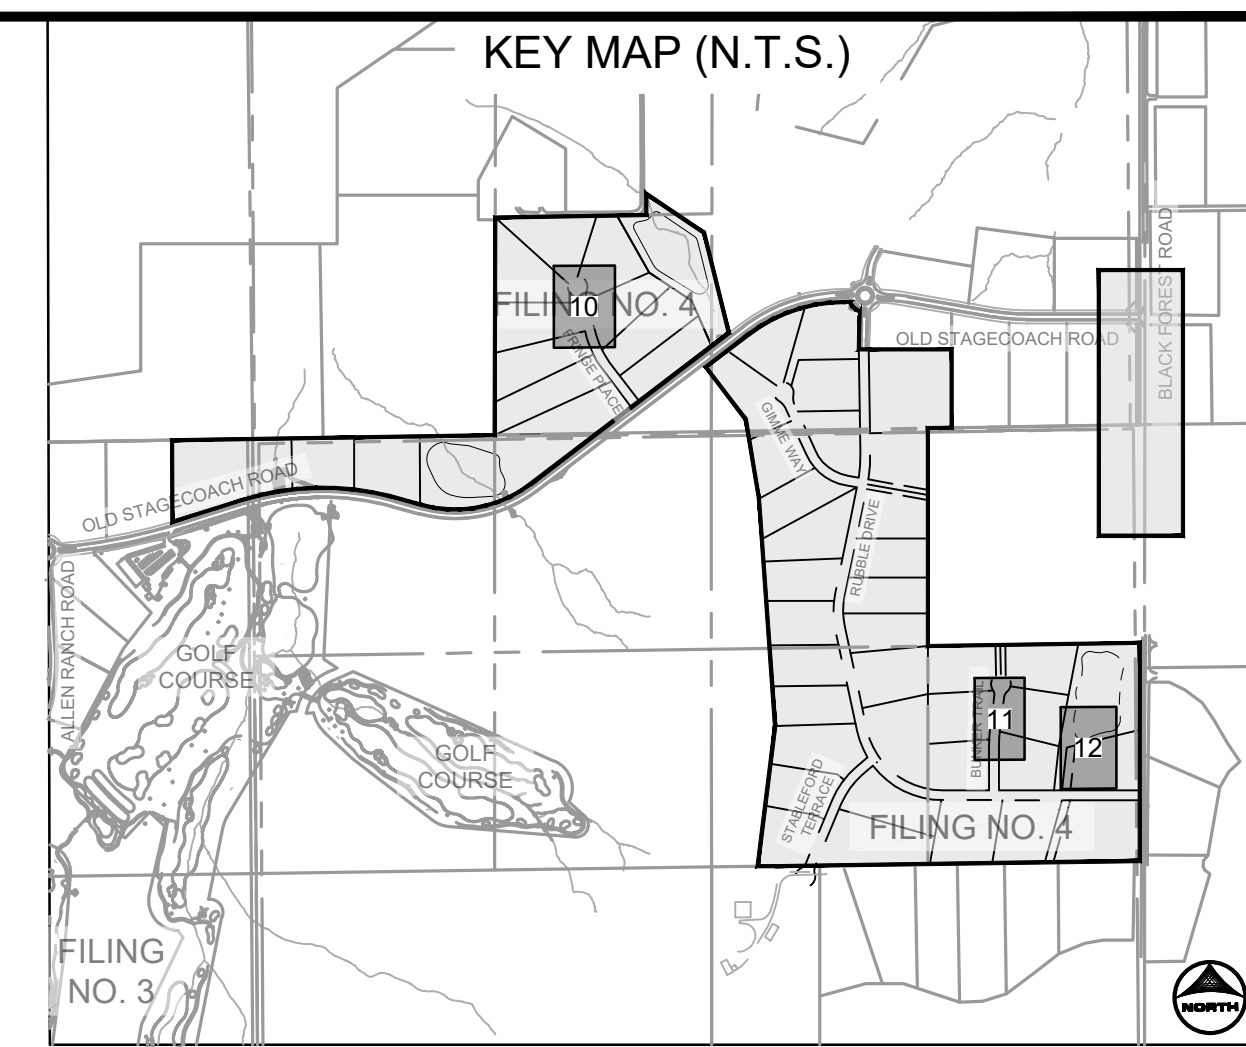 KEY MAP (N.T.S.)
BLACK FOREST ROAD
FILING NO. 4
10
OLD STAGECOACH ROAD
FRINGE PLACE
GIMME WAY
OLD STAGECOACH ROAD
RUBBLE DRIVE
ALLEN RANCH ROAD
GOLF
COURSE
BUNKER TRAIL
11
12
GOLF
COURSE
STABLEFORD
TERRACE
FILING NO. 4
FILING
NO. 3
NORTH